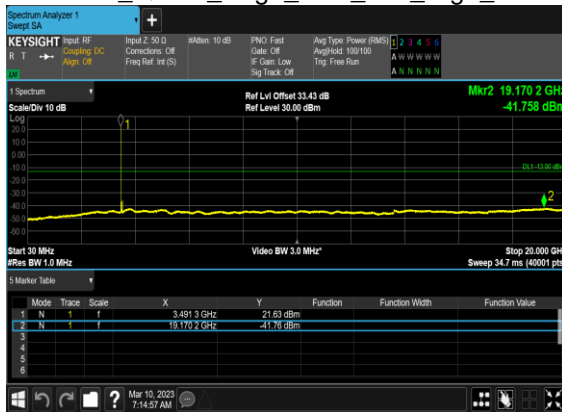 Spectrum Analyzer 1
Swept SA
+
KEYSIGHT
R T
LXI
Input: RF
Coupling: DC
Align: Off
Input Z: 50 Ω
Corrections: Off
Freq Ref: Int (S)
#Atten: 10 dB
PNO: Fast
Gate: Off
IF Gain: Low
Sig Track: Off
Avg Type: Power (RMS)
Avg|Hold: 100/100
Trig: Free Run
1 2 3 4 5 6
A W W W W W
A N N N N N
1 Spectrum
Scale/Div 10 dB
Ref Lvl Offset 33.43 dB
Ref Level 30.00 dBm
Mkr2 19.170 2 GHz
-41.758 dBm
Log
20.0
10.0
0.00
-10.0
-20.0
-30.0
-40.0
-50.0
-60.0
1
DL1 -13.00 dBm
2
Start 30 MHz
#Res BW 1.0 MHz
Video BW 3.0 MHz*
Stop 20.000 GH
Sweep 34.7 ms (40001 pts
5 Marker Table
Mode Trace Scale X Y Function Function Width Function Value
1 N 1 f 3.491 3 GHz 21.63 dBm
2 N 1 f 19.170 2 GHz -41.76 dBm
3
4
5
6
?
Mar 10, 2023
7:14:57 AM